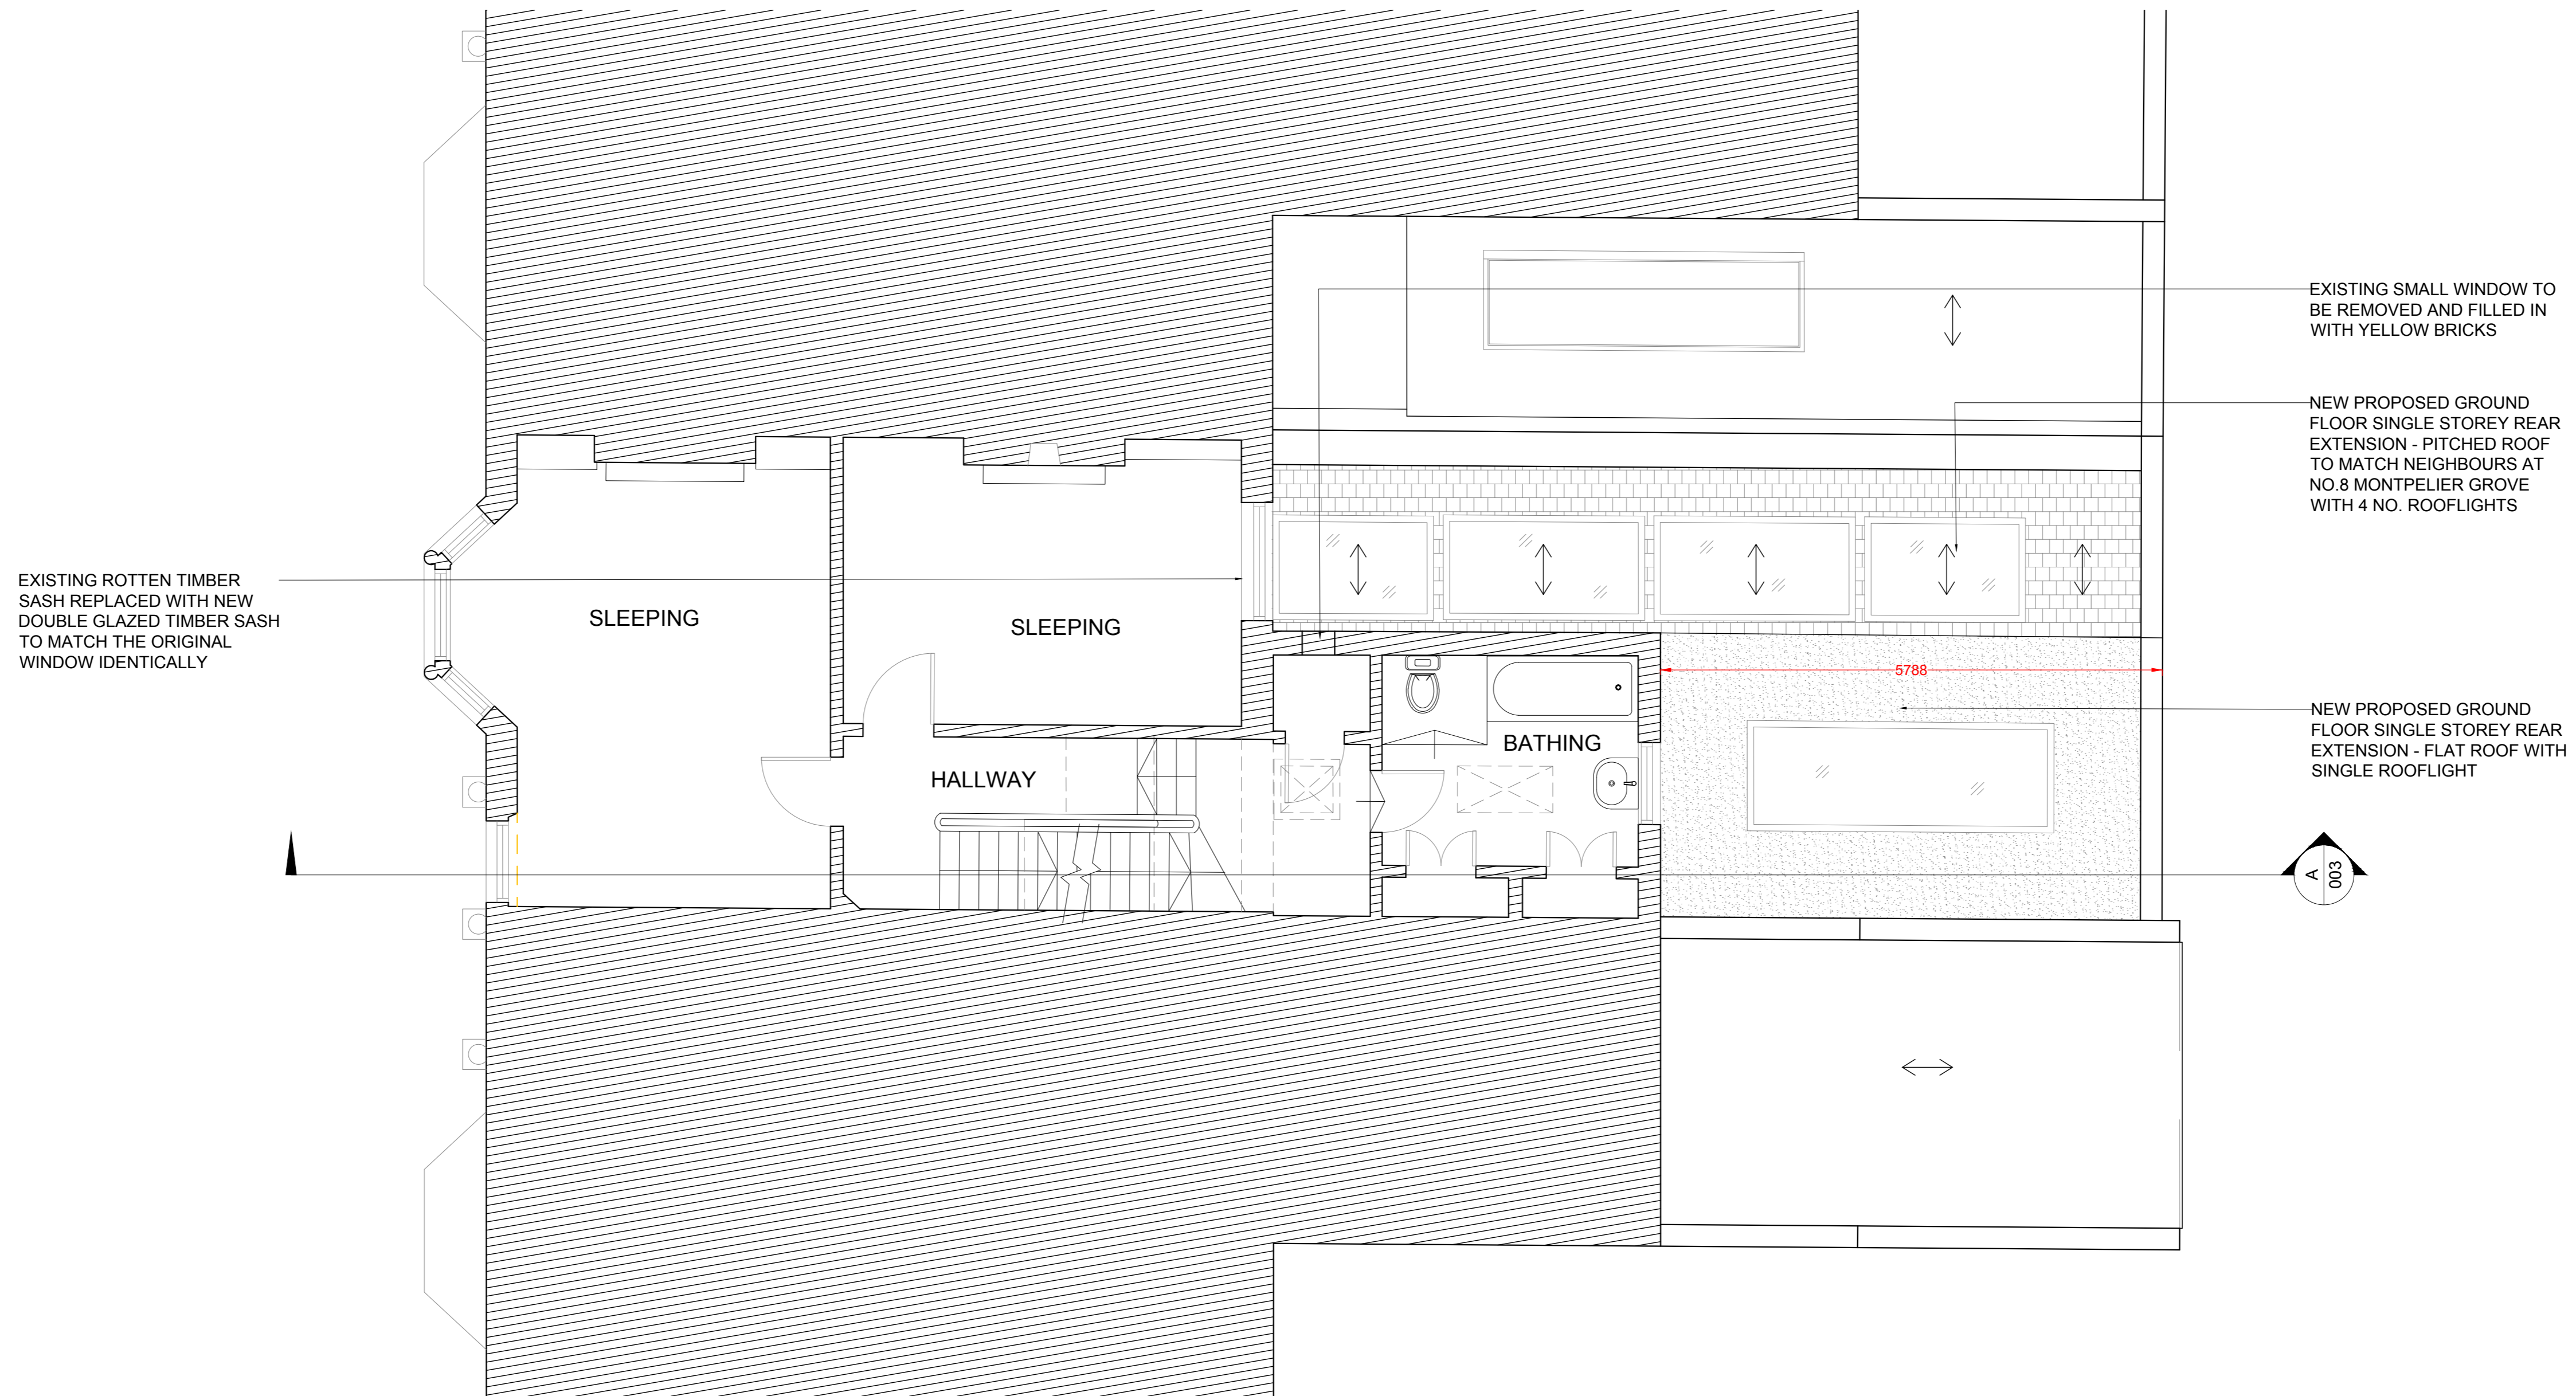 EXISTING SMALL WINDOW TO
BE REMOVED AND FILLED IN
WITH YELLOW BRICKS
NEW PROPOSED GROUND
FLOOR SINGLE STOREY REAR
EXTENSION - PITCHED ROOF
TO MATCH NEIGHBOURS AT
NO.8 MONTPELIER GROVE
WITH 4 NO. ROOFLIGHTS
EXISTING ROTTEN TIMBER
SASH REPLACED WITH NEW
DOUBLE GLAZED TIMBER SASH
TO MATCH THE ORIGINAL
WINDOW IDENTICALLY
SLEEPING
SLEEPING
5788
NEW PROPOSED GROUND
FLOOR SINGLE STOREY REAR
EXTENSION - FLAT ROOF WITH
SINGLE ROOFLIGHT
BATHING
HALLWAY
A
003